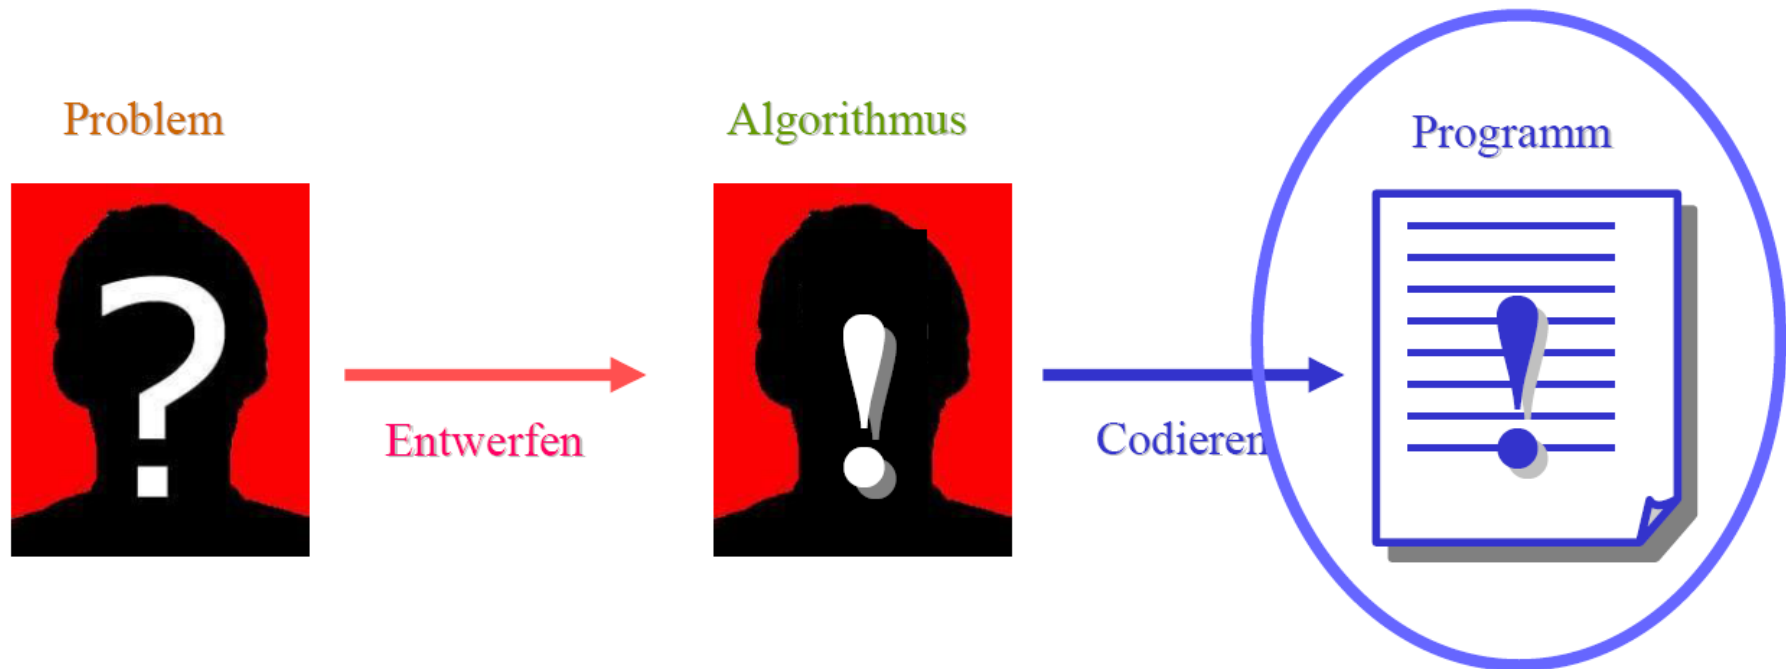 Problem
Algorithmus
Programm
?
!
!
Entwerfen
Codieren